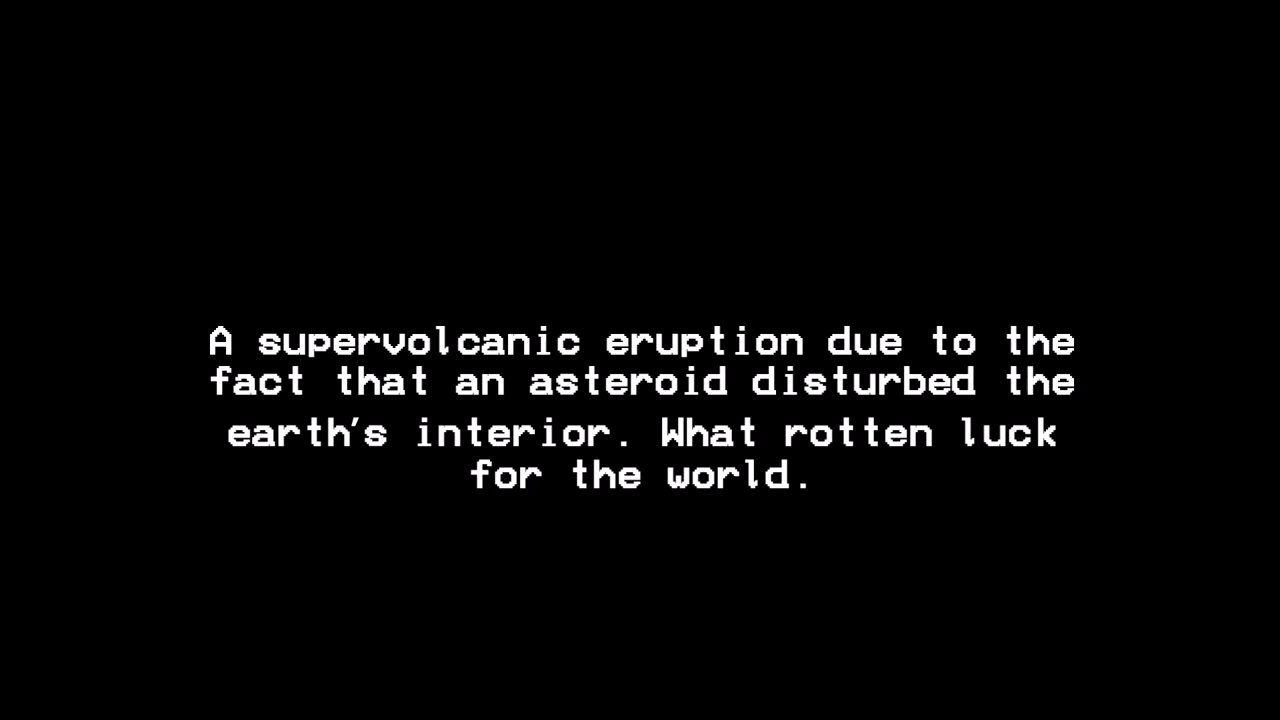 A supervolcanic eruption due to the
fact that an asteroid disturbed the
earth's interior. What rotten luck
for the world.